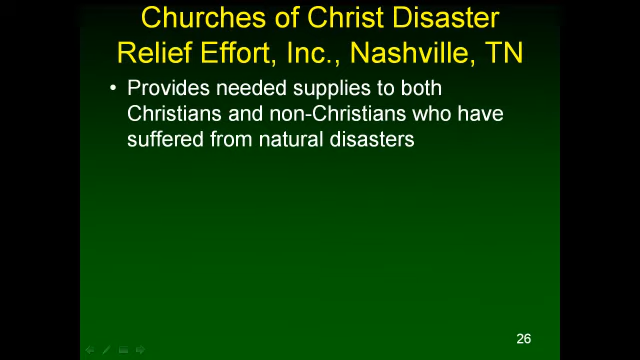 Churches of Christ Disaster
Relief Effort, Inc., Nashville, TN
• Provides needed supplies to both
Christians and non-Christians who have
suffered from natural disasters
26